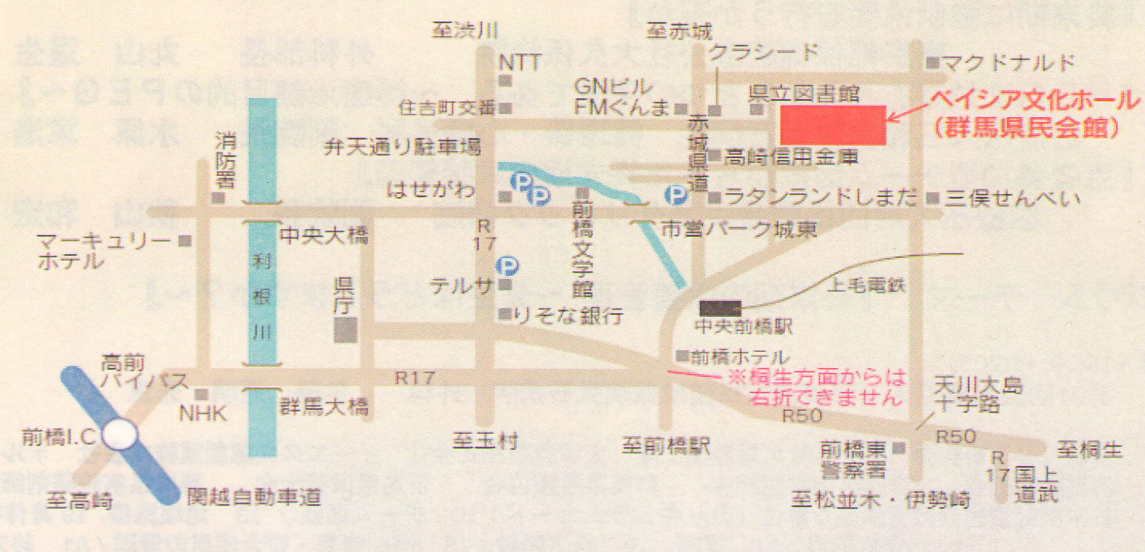 至渋川
至赤城
クラシード
NTT
マクドナルド
GNビル
FMぐんま
県立図書館
住吉町交番
ベイシア文化ホール
(群馬県民会館)
消防署
赤城県道
弁天通り駐車場
高崎信用金庫
はせがわ
P
P
P
ラタンランドしまだ
三俣せんべい
R
17
前橋文学館
市営パーク城東
マーキュリー
ホテル
中央大橋
利根川
P
県庁
テルサ
上毛電鉄
りそな銀行
中央前橋駅
前橋ホテル
高前
バイパス
R17
※桐生方面からは
右折できません
天川大島
十字路
NHK
群馬大橋
R50
前橋I.C
至玉村
至前橋駅
前橋東
警察署
R50
至桐生
R
17
国上
道武
至高崎
関越自動車道
至松並木・伊勢崎